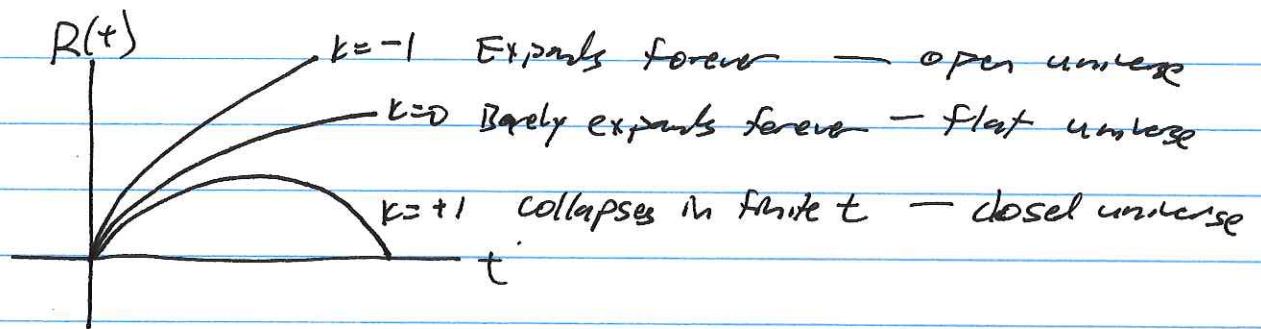 R(t)
k=-1 Expands forever — open universe
k=0 Barely expands forever - flat universe
k=+1 collapses in finite t — closed universe
t